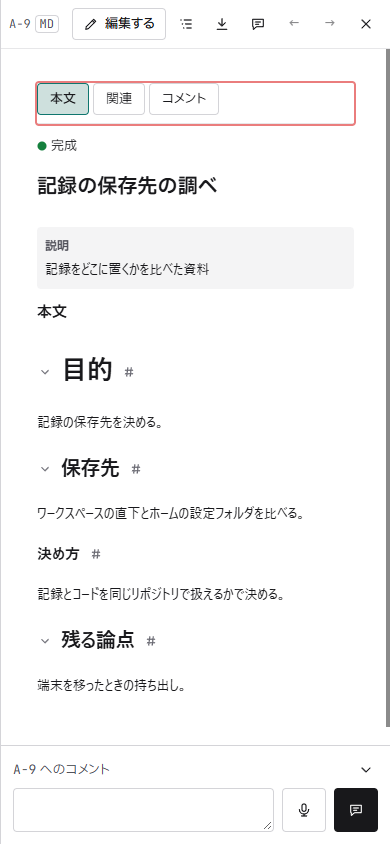 A-9 MD 編集する
本文 関連 コメント
完成
記録の保存先の調べ
説明
記録をどこに置くかを比べた資料
本文
目的 #
記録の保存先を決める。
保存先 #
ワークスペースの直下とホームの設定フォルダを比べる。
決め方 #
記録とコードを同じリポジトリで扱えるかで決める。
残る論点 #
端末を移ったときの持ち出し。
A-9 へのコメント